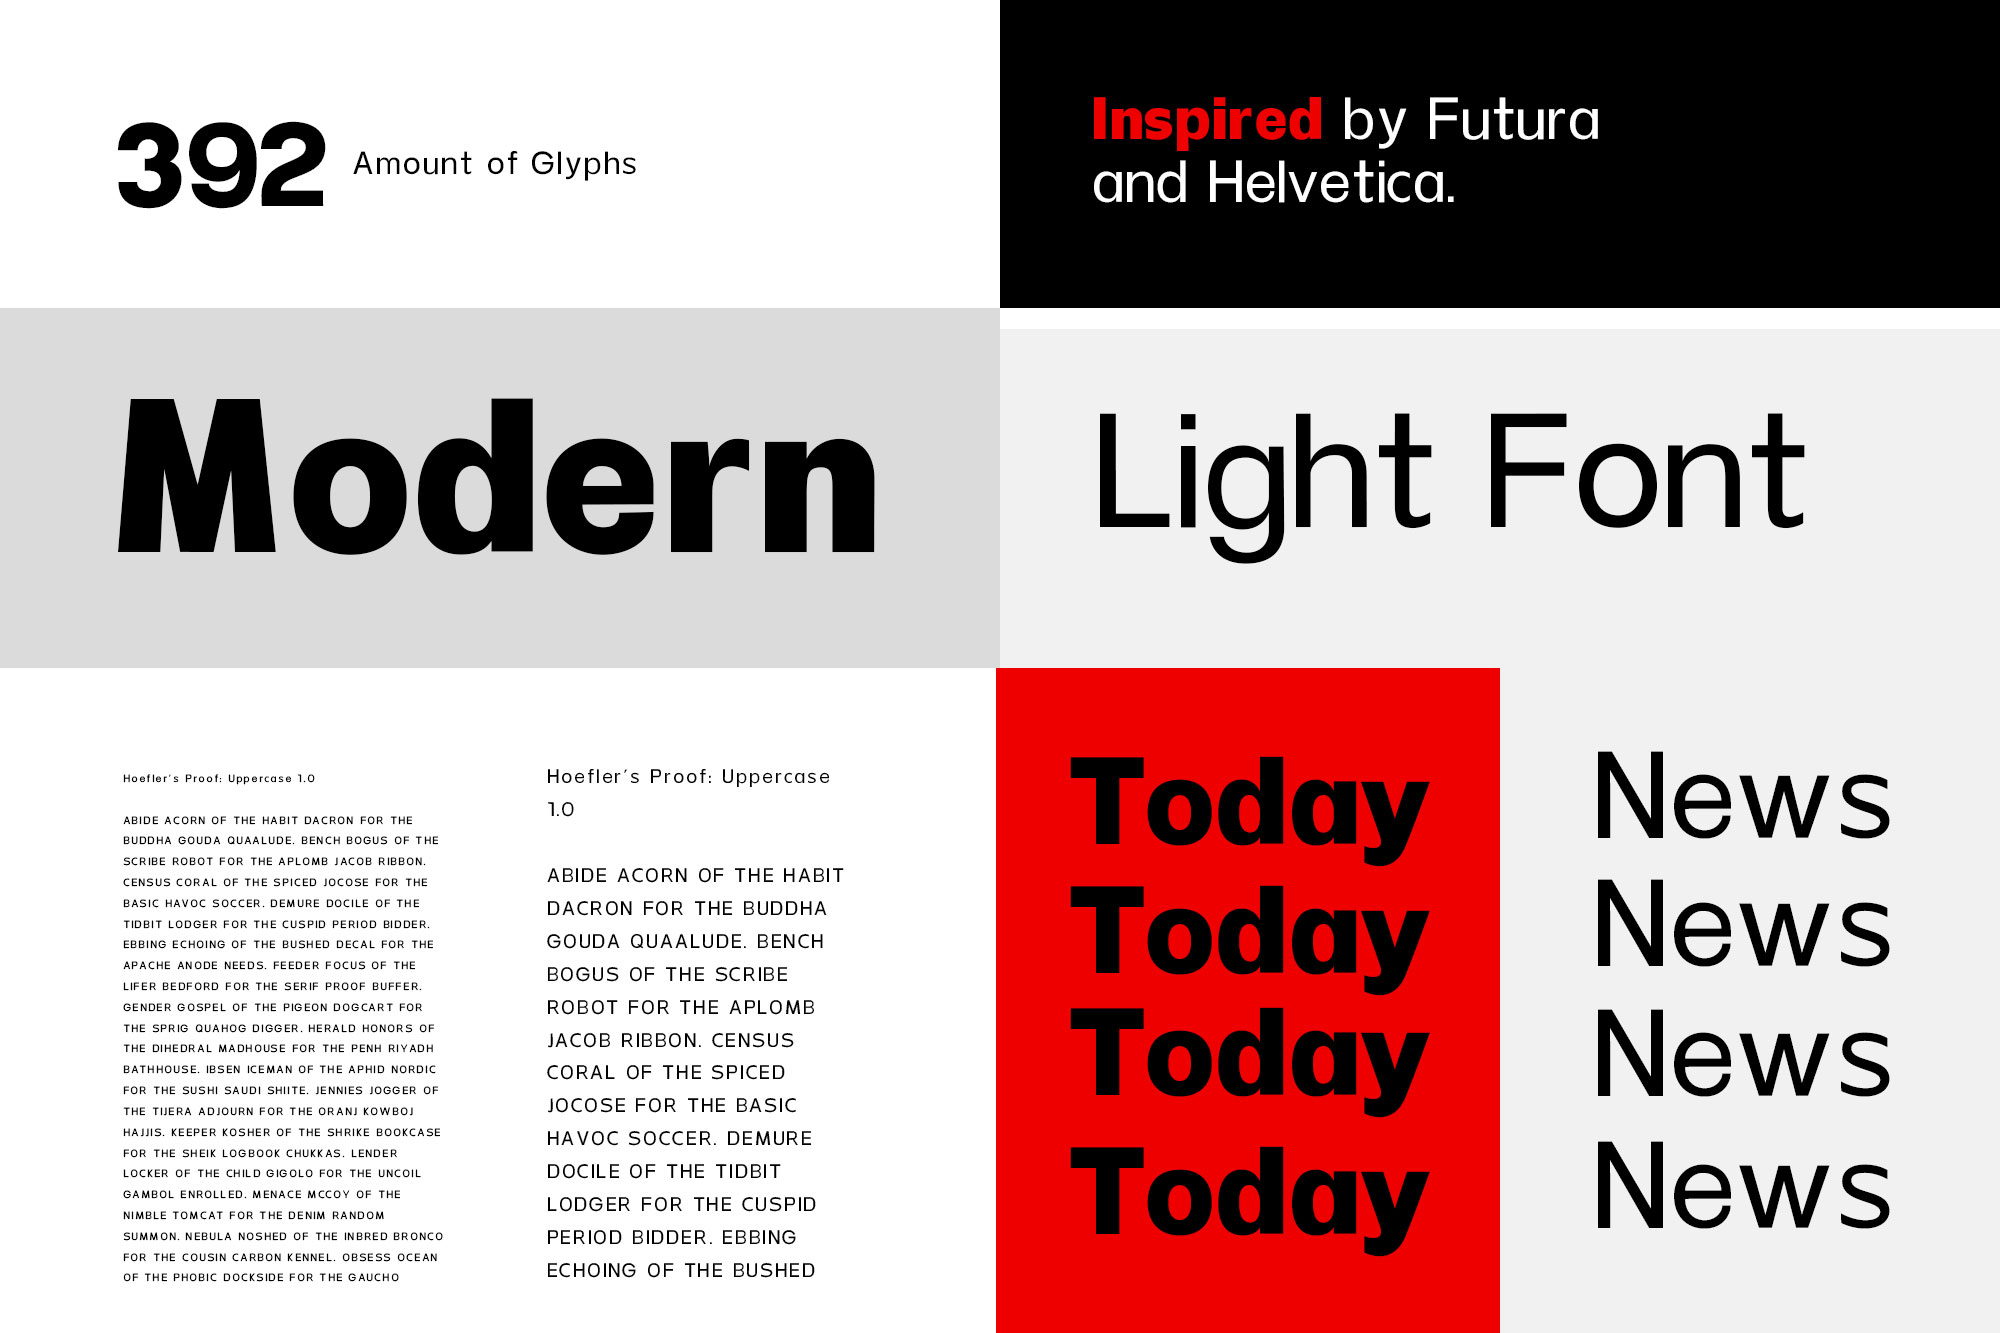 392 Amount of Glyphs
Inspired by Futura
and Helvetica.
Modern
Light Font
Hoefler's Proof: Uppercase 1.0
ABIDE ACORN OF THE HABIT DACRON FOR THE
BUDDHA GOUDA QUAALUDE. BENCH BOGUS OF THE
SCRIBE ROBOT FOR THE APLOMB JACOB RIBBON.
CENSUS CORAL OF THE SPICED JOCOSE FOR THE
BASIC HAVOC SOCCER. DEMURE DOCILE OF THE
TIDBIT LODGER FOR THE CUSPID PERIOD BIDDER.
EBBING ECHOING OF THE BUSHED DECAL FOR THE
APACHE ANODE NEEDS. FEEDER FOCUS OF THE
LIFER BEDFORD FOR THE SERIF PROOF BUFFER.
GENDER GOSPEL OF THE PIGEON DOGCART FOR
THE SPRIG QUAHOG DIGGER. HERALD HONORS OF
THE DIHEDRAL MADHOUSE FOR THE PENH RIYADH
BATHHOUSE. IBSEN ICEMAN OF THE APHID NORDIC
FOR THE SUSHI SAUDI SHIITE. JENNIES JOGGER OF
THE TIJERA ADJOURN FOR THE ORANJ KOWBOJ
HAJJIS. KEEPER KOSHER OF THE SHRIKE BOOKCASE
FOR THE SHEIK LOGBOOK CHUKKAS. LENDER
LOCKER OF THE CHILD GIGOLO FOR THE UNCOIL
GAMBOL ENROLLED. MENACE MCCOY OF THE
NIMBLE TOMCAT FOR THE DENIM RANDOM
SUMMON. NEBULA NOSHED OF THE INBRED BRONCO
FOR THE COUSIN CARBON KENNEL. OBSESS OCEAN
OF THE PHOBIC DOCKSIDE FOR THE GAUCHO
Hoefler's Proof: Uppercase
1.0
ABIDE ACORN OF THE HABIT
DACRON FOR THE BUDDHA
GOUDA QUAALUDE. BENCH
BOGUS OF THE SCRIBE
ROBOT FOR THE APLOMB
JACOB RIBBON. CENSUS
CORAL OF THE SPICED
JOCOSE FOR THE BASIC
HAVOC SOCCER. DEMURE
DOCILE OF THE TIDBIT
LODGER FOR THE CUSPID
PERIOD BIDDER. EBBING
ECHOING OF THE BUSHED
Today
Today
Today
Today
News
News
News
News